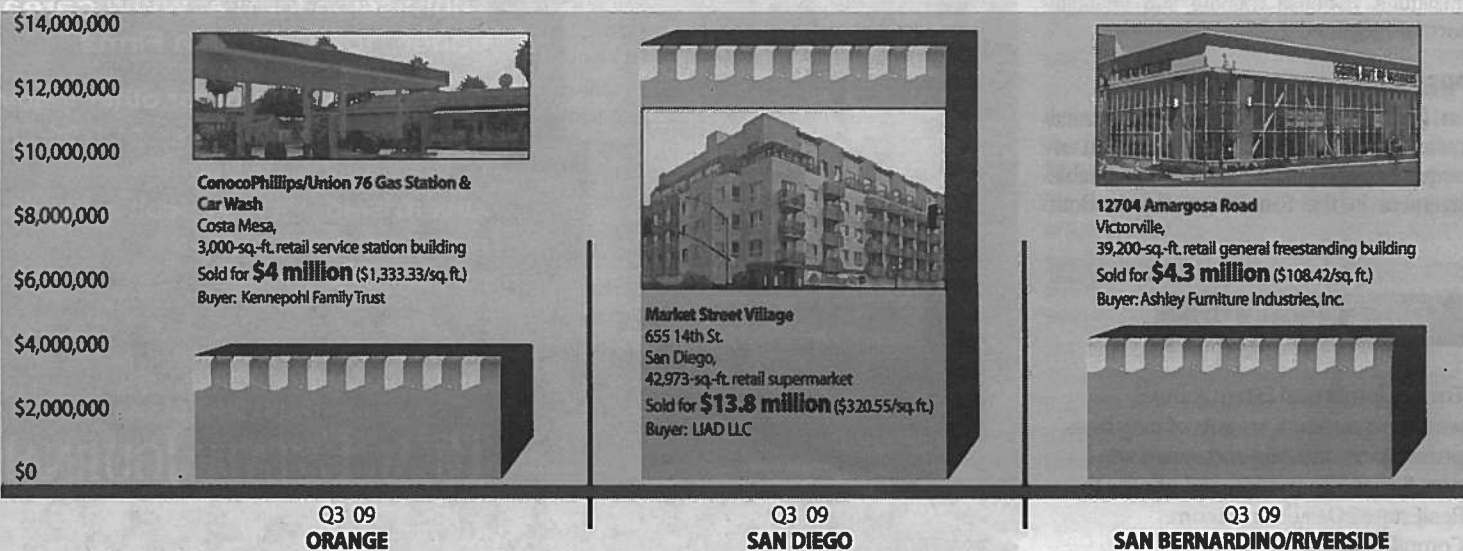 $14,000,000
$12,000,000
$10,000,000
$8,000,000
$6,000,000
$4,000,000
$2,000,000
$0
ConocoPhillips/Union 76 Gas Station &
Car Wash
Costa Mesa,
3,000-sq.-ft. retail service station building
Sold for $4 million ($1,333.33/sq. ft.)
Buyer: Kennepohl Family Trust
Q3 09
ORANGE
Market Street Village
655 14th St.
San Diego,
42,973-sq.-ft. retail supermarket
Sold for $13.8 million ($320.55/sq. ft.)
Buyer: LIAD LLC
Q3 09
SAN DIEGO
12704 Amargosa Road
Victorville,
39,200-sq.-ft. retail general freestanding building
Sold for $4.3 million ($108.42/sq. ft.)
Buyer: Ashley Furniture Industries, Inc.
Q3 09
SAN BERNARDINO/RIVERSIDE